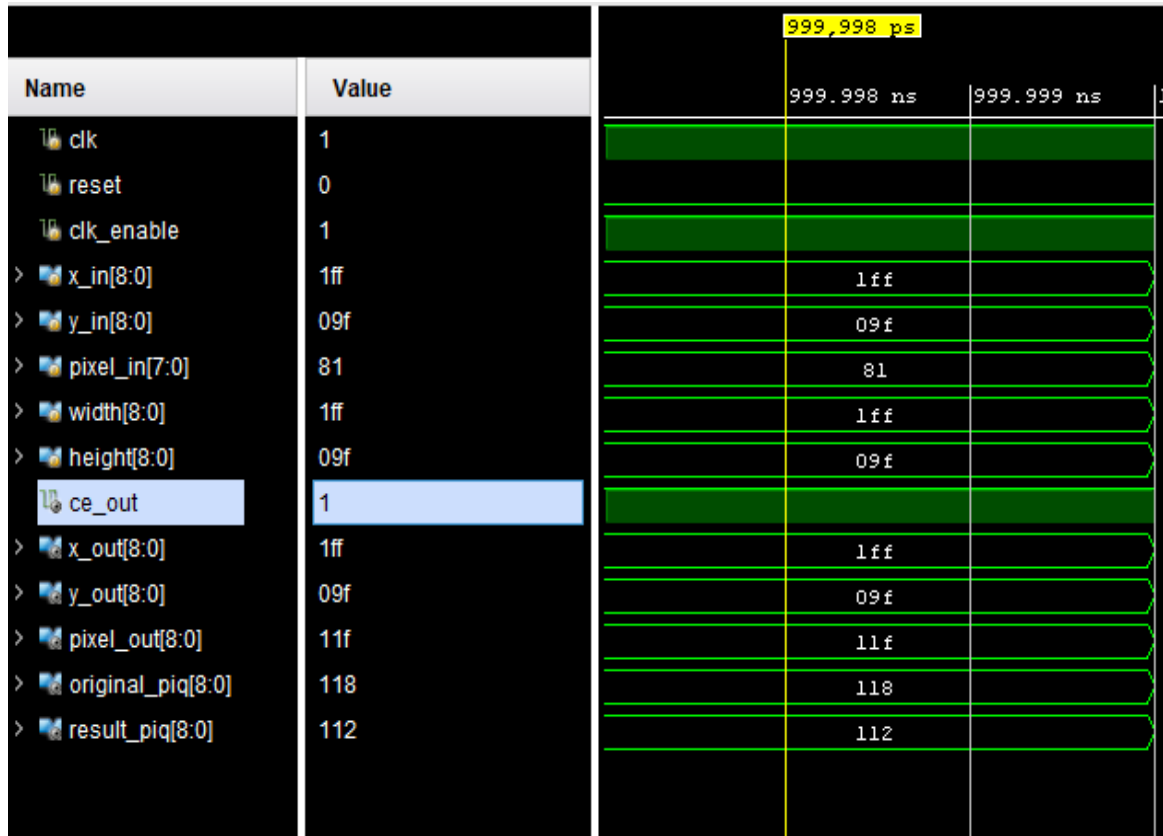 999,998 ps
Name Value 999.998 ns 999.999 ns
clk 1
reset 0
clk_enable 1
x_in[8:0] 1ff 1ff
y_in[8:0] 09f 09f
pixel_in[7:0] 81 81
width[8:0] 1ff 1ff
height[8:0] 09f 09f
ce_out 1
x_out[8:0] 1ff 1ff
y_out[8:0] 09f 09f
pixel_out[8:0] 11f 11f
original_piq[8:0] 118 118
result_piq[8:0] 112 112